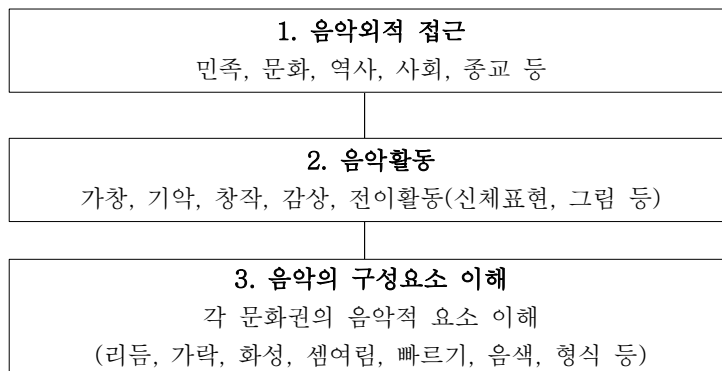 1. 음악외적 접근
민족, 문화, 역사, 사회, 종교 등
2. 음악활동
가창, 기악, 창작, 감상, 전이활동(신체표현, 그림 등)
3. 음악의 구성요소 이해
각 문화권의 음악적 요소 이해
(리듬, 가락, 화성, 셈여림, 빠르기, 음색, 형식 등)